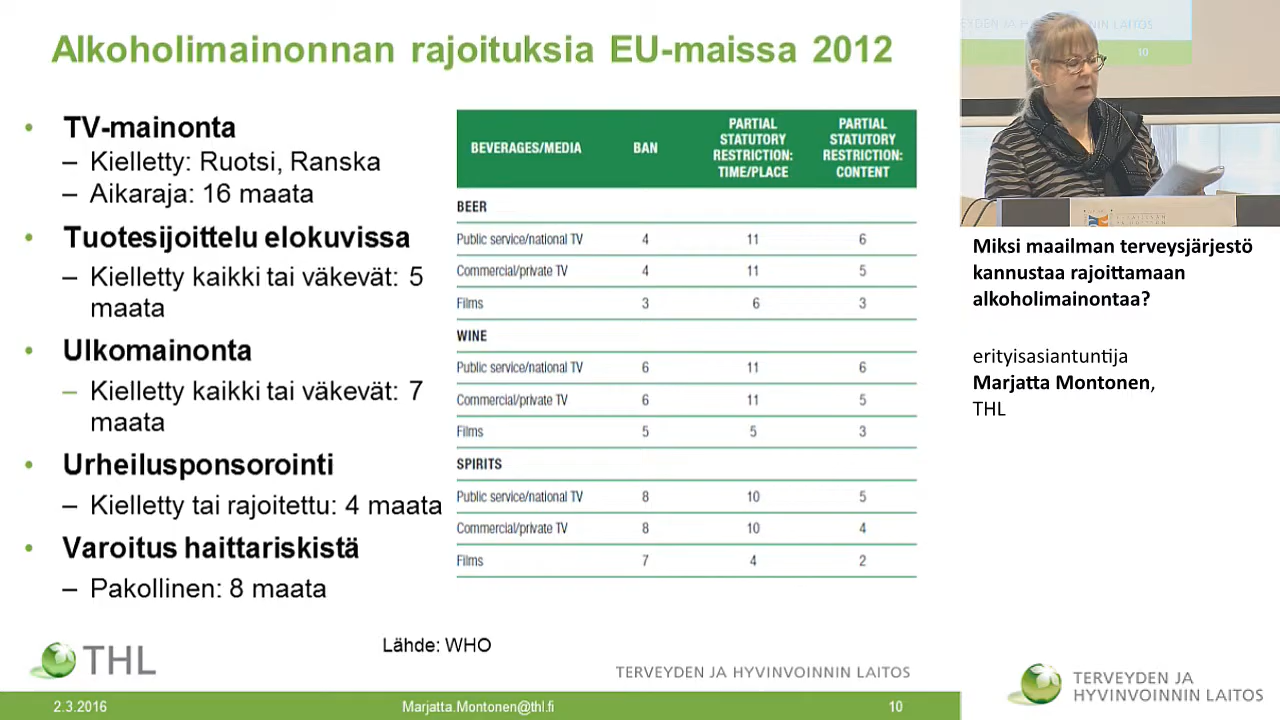 Alkoholimainonnan rajoituksia EU-maissa 2012
• TV-mainonta
– Kielletty: Ruotsi, Ranska
– Aikaraja: 16 maata
• Tuotesijoittelu elokuvissa
– Kielletty kaikki tai väkevät: 5
maata
• Ulkomainonta
– Kielletty kaikki tai väkevät: 7
maata
• Urheilusponsorointi
– Kielletty tai rajoitettu: 4 maata
• Varoitus haittariskistä
– Pakollinen: 8 maata
BEVERAGES/MEDIA BAN PARTIAL STATUTORY RESTRICTION: TIME/PLACE PARTIAL STATUTORY RESTRICTION: CONTENT
BEER
Public service/national TV 4 11 6
Commercial/private TV 4 11 5
Films 3 6 3
WINE
Public service/national TV 6 11 6
Commercial/private TV 6 11 5
Films 5 5 3
SPIRITS
Public service/national TV 8 10 5
Commercial/private TV 8 10 4
Films 7 4 2
Lähde: WHO
THL
TERVEYDEN JA HYVINVOINNIN LAITOS
2.3.2016 Marjatta.Montonen@thl.fi 10
EYDEN JA HYVINVOINNIN LAITOS
10
Miksi maailman terveysjärjestö
kannustaa rajoittamaan
alkoholimainontaa?
erityisasiantuntija
Marjatta Montonen,
THL
TERVEYDEN JA
HYVINVOINNIN LAITOS